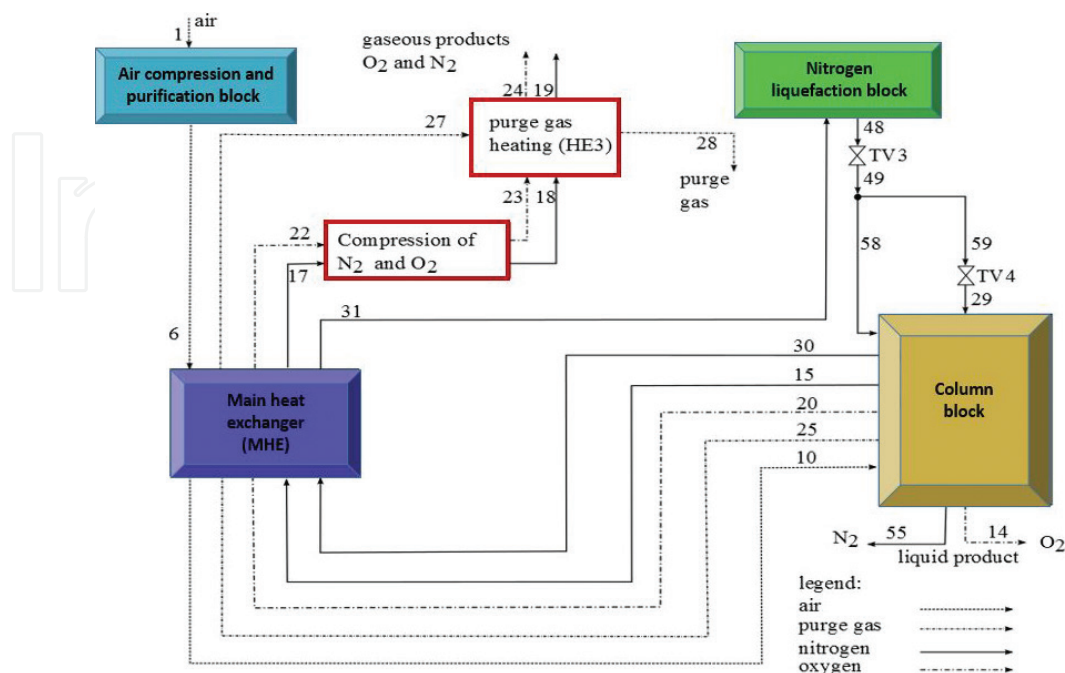 1
air
Air compression and
purification block
gaseous products
O2 and N2
24
19
Nitrogen
liquefaction block
27
purge gas
heating (HE3)
28
purge
gas
48
TV3
49
23
18
22
Compression of
N2 and O2
17
58
59
TV4
29
31
6
30
15
20
25
10
Main heat
exchanger
(MHE)
Column
block
N2
55
14
O2
liquid product
legend:
air
purge gas
nitrogen
oxygen